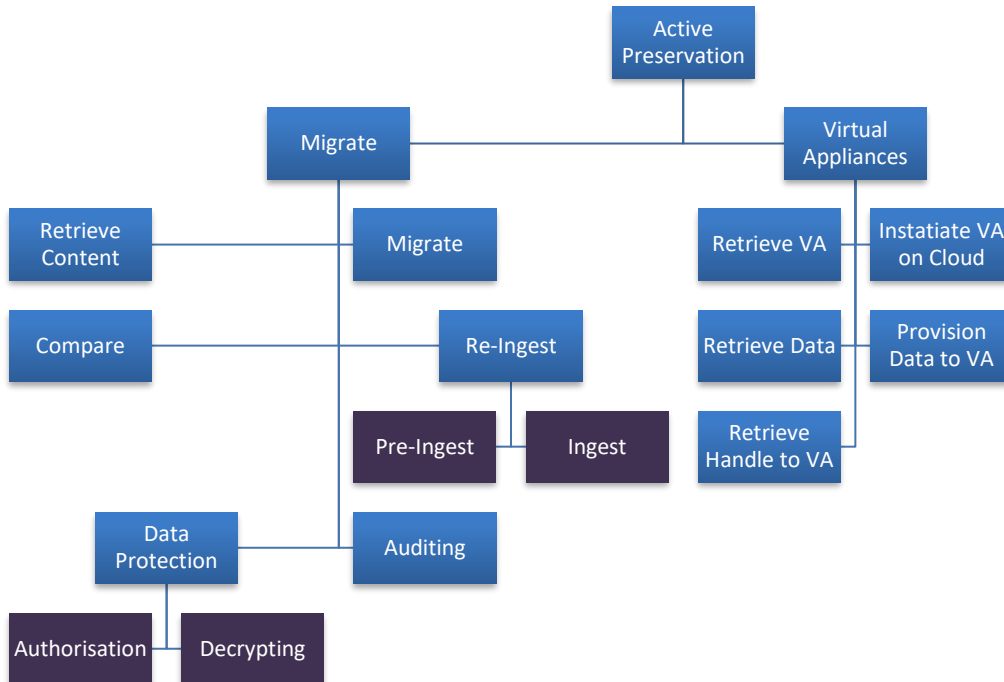 Active
Preservation
Migrate
Virtual
Appliances
Retrieve
Content
Migrate
Retrieve VA
Instatiate VA
on Cloud
Compare
Re-Ingest
Retrieve Data
Provision
Data to VA
Pre-Ingest
Ingest
Retrieve
Handle to VA
Data
Protection
Auditing
Authorisation
Decrypting